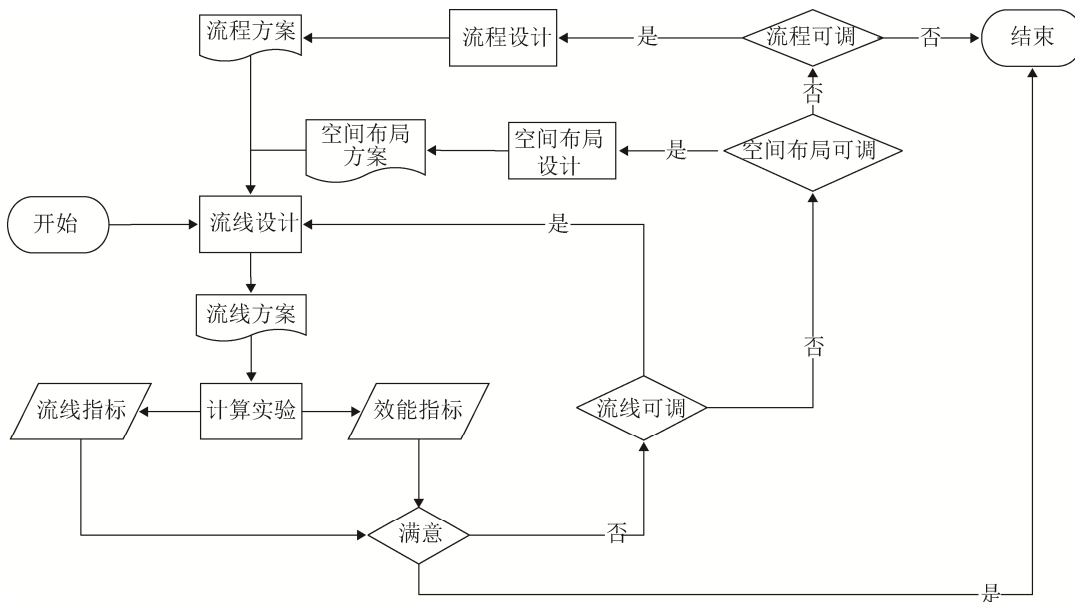 流程方案
流程设计
是
流程可调
否
结束
否
空间布局
方案
空间布局
设计
是
空间布局可调
开始
流线设计
是
流线方案
否
流线指标
计算实验
效能指标
流线可调
满意
否
是